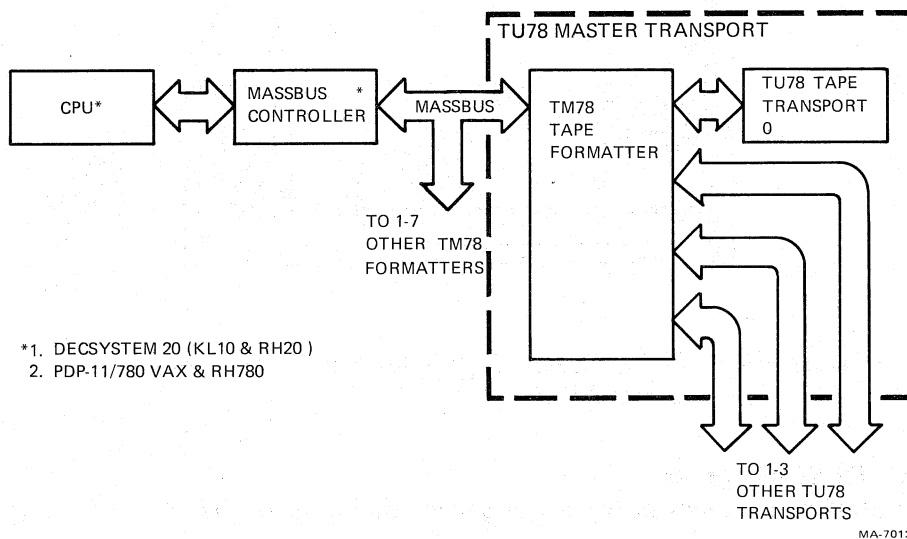 TU78 MASTER TRANSPORT
CPU*
MASSBUS *
CONTROLLER
MASSBUS
TM78
TAPE
FORMATTER
TU78 TAPE
TRANSPORT
0
TO 1-7
OTHER TM78
FORMATTERS
*1. DECSYSTEM 20 (KL10 & RH20 )
2. PDP-11/780 VAX & RH780
TO 1-3
OTHER TU78
TRANSPORTS